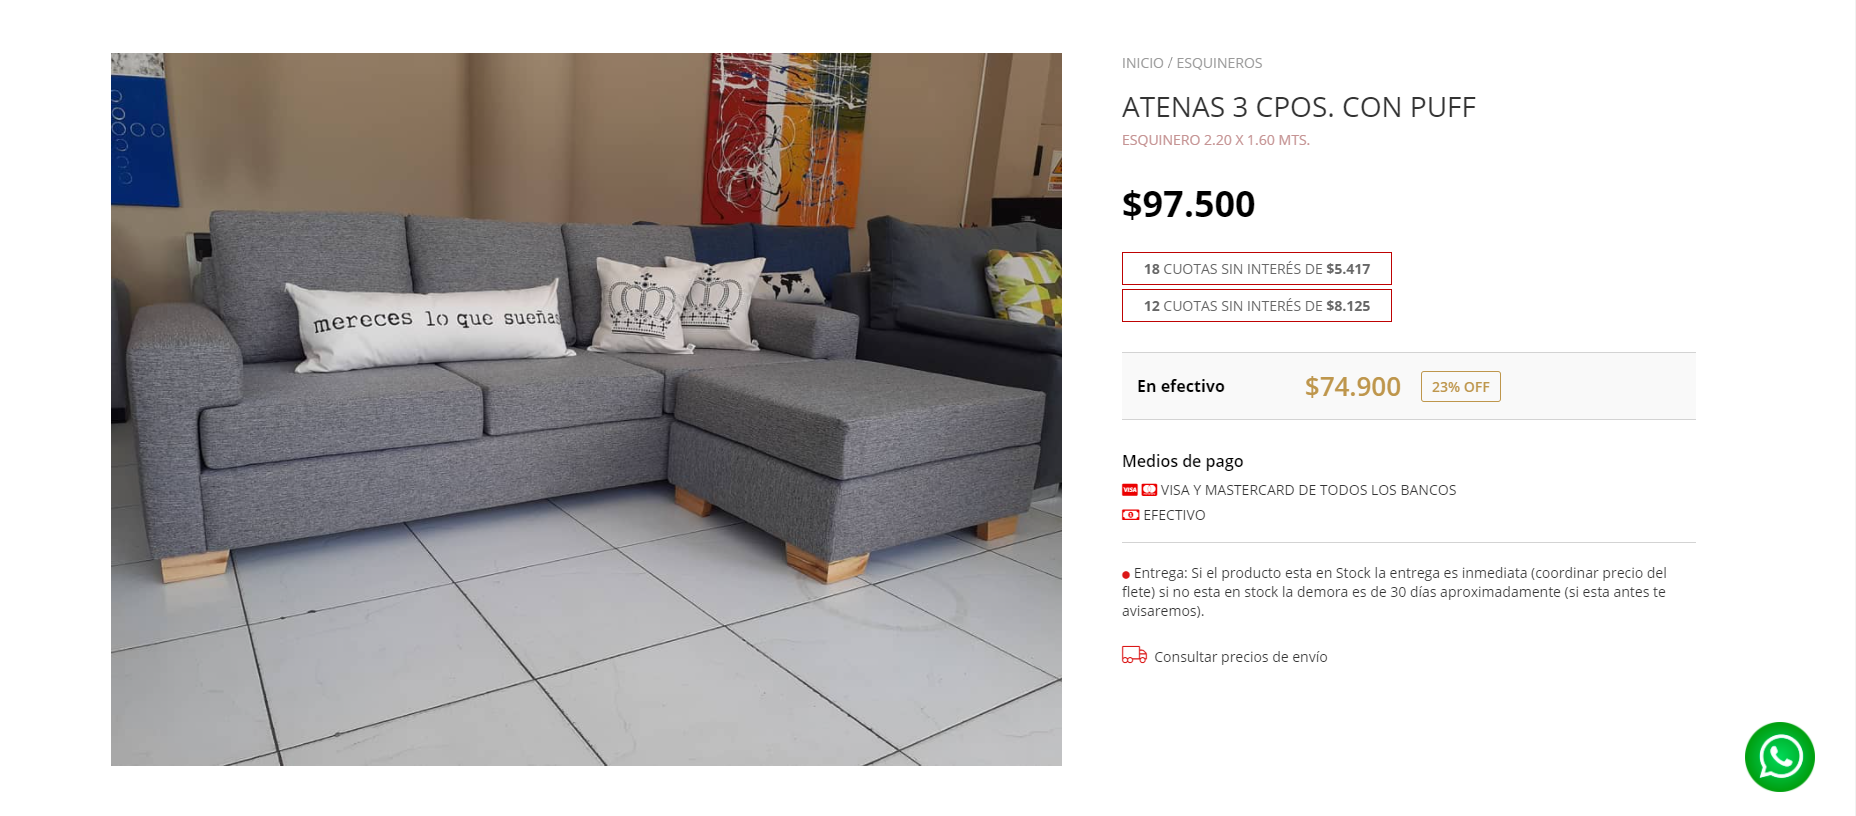 INICIO / ESQUINEROS
ATENAS 3 CPOS. CON PUFF
ESQUINERO 2.20 X 1.60 MTS.
$97.500
18 CUOTAS SIN INTERÉS DE $5.417
12 CUOTAS SIN INTERÉS DE $8.125
En efectivo $74.900 23% OFF
Medios de pago
VISA VISA Y MASTERCARD DE TODOS LOS BANCOS
EFECTIVO
Entrega: Si el producto esta en Stock la entrega es inmediata (coordinar precio del
flete) si no esta en stock la demora es de 30 días aproximadamente (si esta antes te
avisaremos).
Consultar precios de envío
mereces lo que sueñas